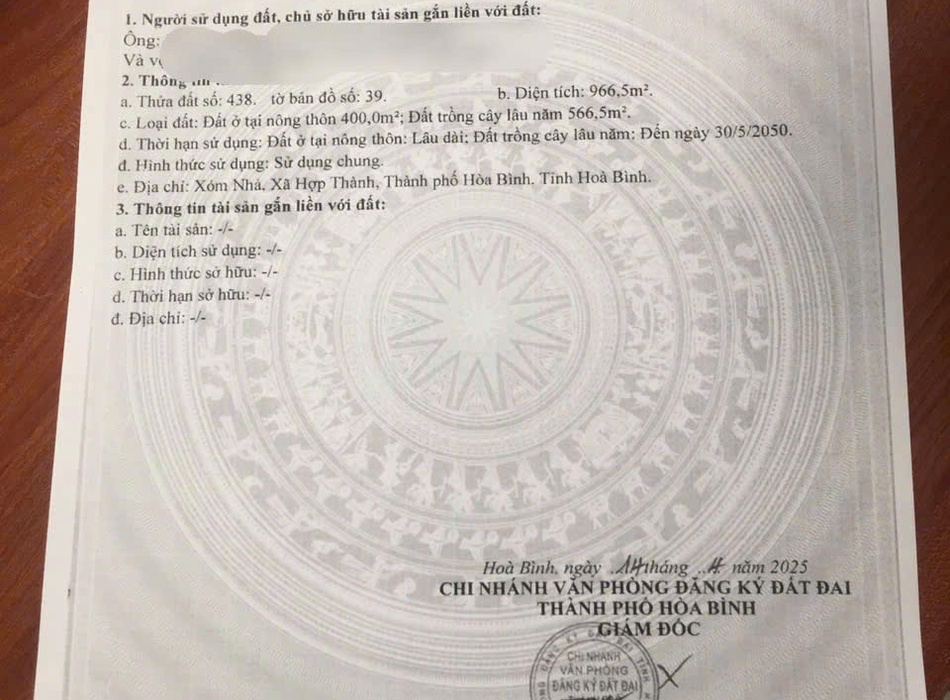 1. Người sử dụng đất, chủ sở hữu tài sản gắn liền với đất:
Ông:
Và vợ
2. Thông
a. Thửa đất số: 438. tờ bản đồ số: 39. b. Diện tích: 966,5m².
c. Loại đất: Đất ở tại nông thôn 400,0m²; Đất trồng cây lâu năm 566,5m².
d. Thời hạn sử dụng: Đất ở tại nông thôn: Lâu dài; Đất trồng cây lâu năm; Đến ngày 30/5/2050.
đ. Hình thức sử dụng: Sử dụng chung.
e. Địa chỉ: Xóm Nhả, Xã Hợp Thành, Thành phố Hòa Bình. Tỉnh Hoà Bình.
3. Thông tin tài sản gắn liền với đất:
a. Tên tài sản: -/-
b. Diện tích sử dụng: -/-
c. Hình thức sở hữu: -/-
d. Thời hạn sở hữu: -/-
đ. Địa chỉ: -/-
Hoà Bình, ngày tháng năm 2025
CHI NHÁNH VĂN PHÒNG ĐĂNG KÝ ĐẤT ĐAI
THÀNH PHỐ HÒA BÌNH
GIÁM ĐỐC
CHI NHÁNH
VĂN PHÒNG
ĐĂNG KÝ ĐẤT ĐAI